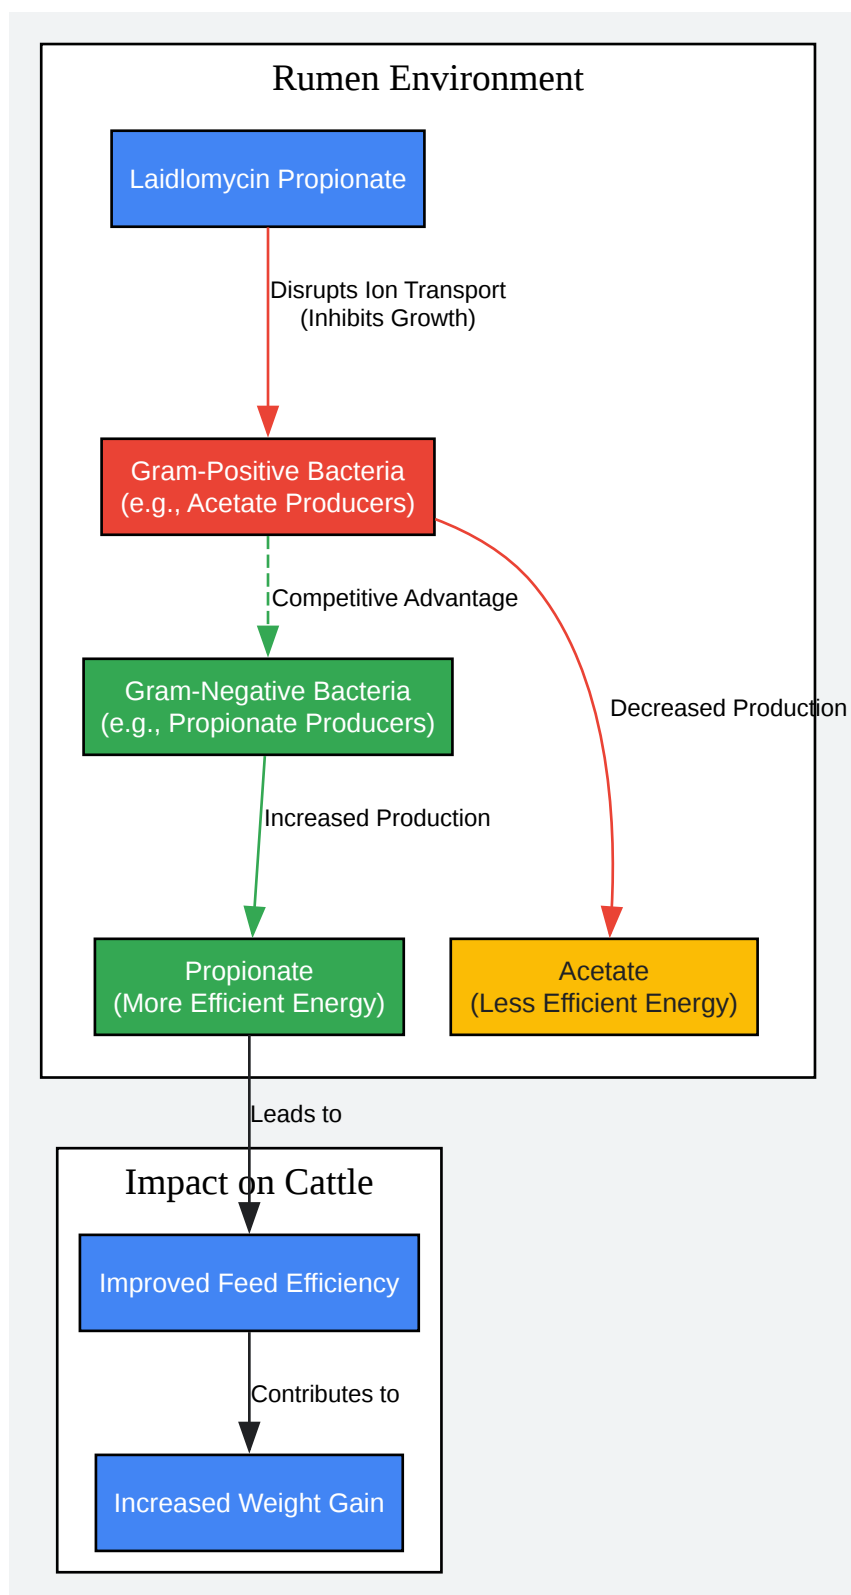 Rumen Environment
Laidlomycin Propionate
Disrupts Ion Transport
(Inhibits Growth)
Gram-Positive Bacteria
(e.g., Acetate Producers)
Competitive Advantage
Gram-Negative Bacteria
(e.g., Propionate Producers)
Decreased Production
Increased Production
Propionate
(More Efficient Energy)
Acetate
(Less Efficient Energy)
Leads to
Impact on Cattle
Improved Feed Efficiency
Contributes to
Increased Weight Gain